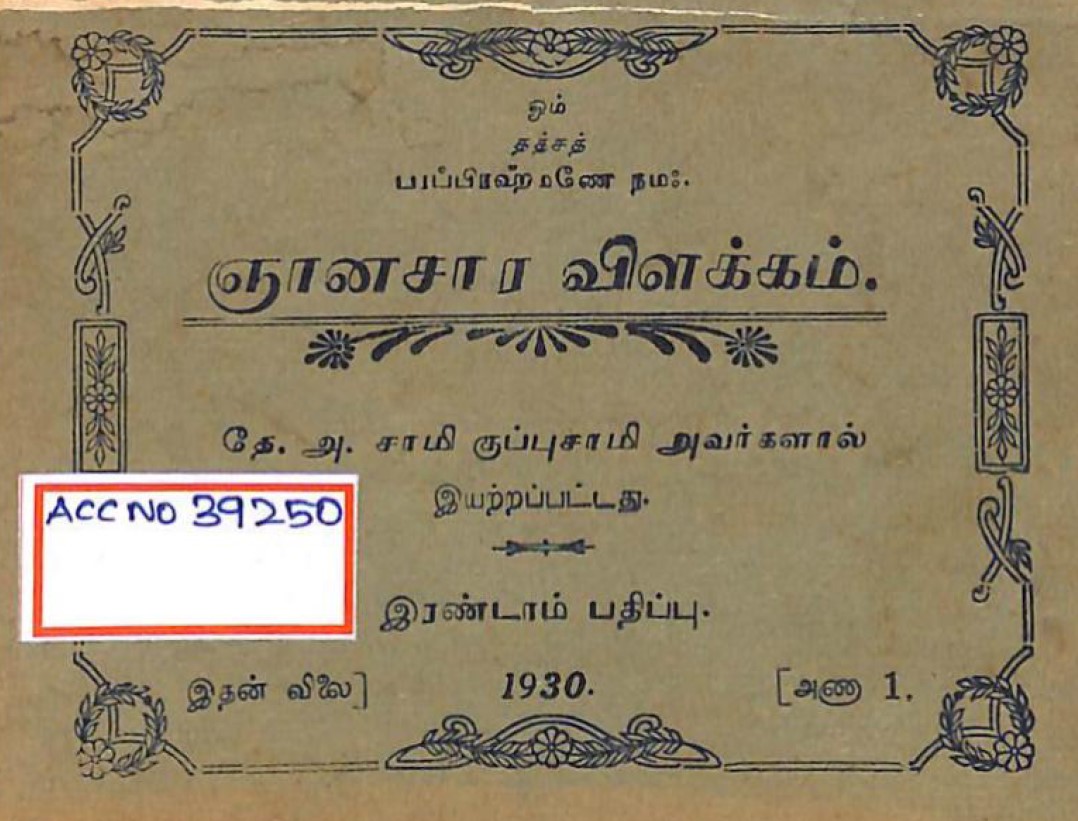 ஓம்
தத்சத்
பரப்பிரஹ்மணே நமஃ.
ஞானசார விளக்கம்.
தே. அ. சாமி குப்புசாமி அவர்களால்
இயற்றப்பட்டது.
ACC NO 39250
இரண்டாம் பதிப்பு.
இதன் விலை] 1930. [அணா 1.